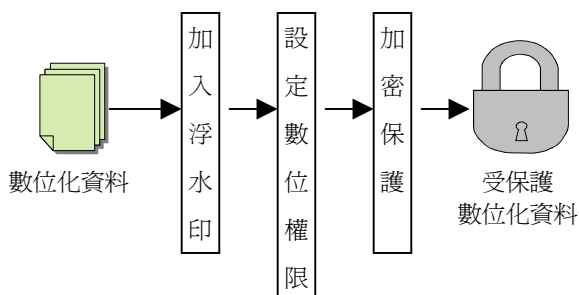 數位化資料
加入浮水印
設定數位權限
加密保護
受保護
數位化資料